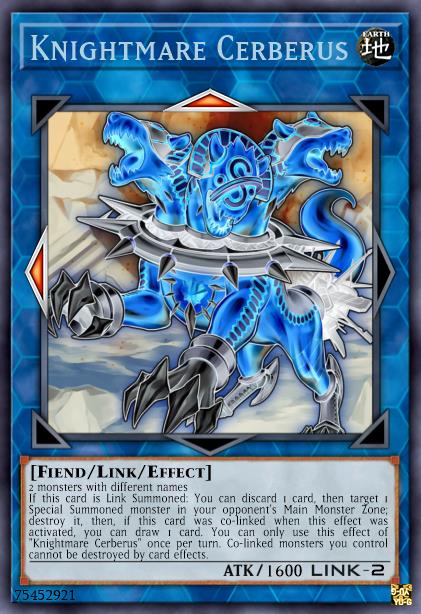 Knightmare Cerberus
EARTH
地
[Fiend/Link/Effect]
2 monsters with different names
If this card is Link Summoned: You can discard 1 card, then target 1
Special Summoned monster in your opponent's Main Monster Zone;
destroy it, then, if this card was co-linked when this effect was
activated, you can draw 1 card. You can only use this effect of
"Knightmare Cerberus" once per turn. Co-linked monsters you control
cannot be destroyed by card effects.
ATK/1600 LINK-2
75452921